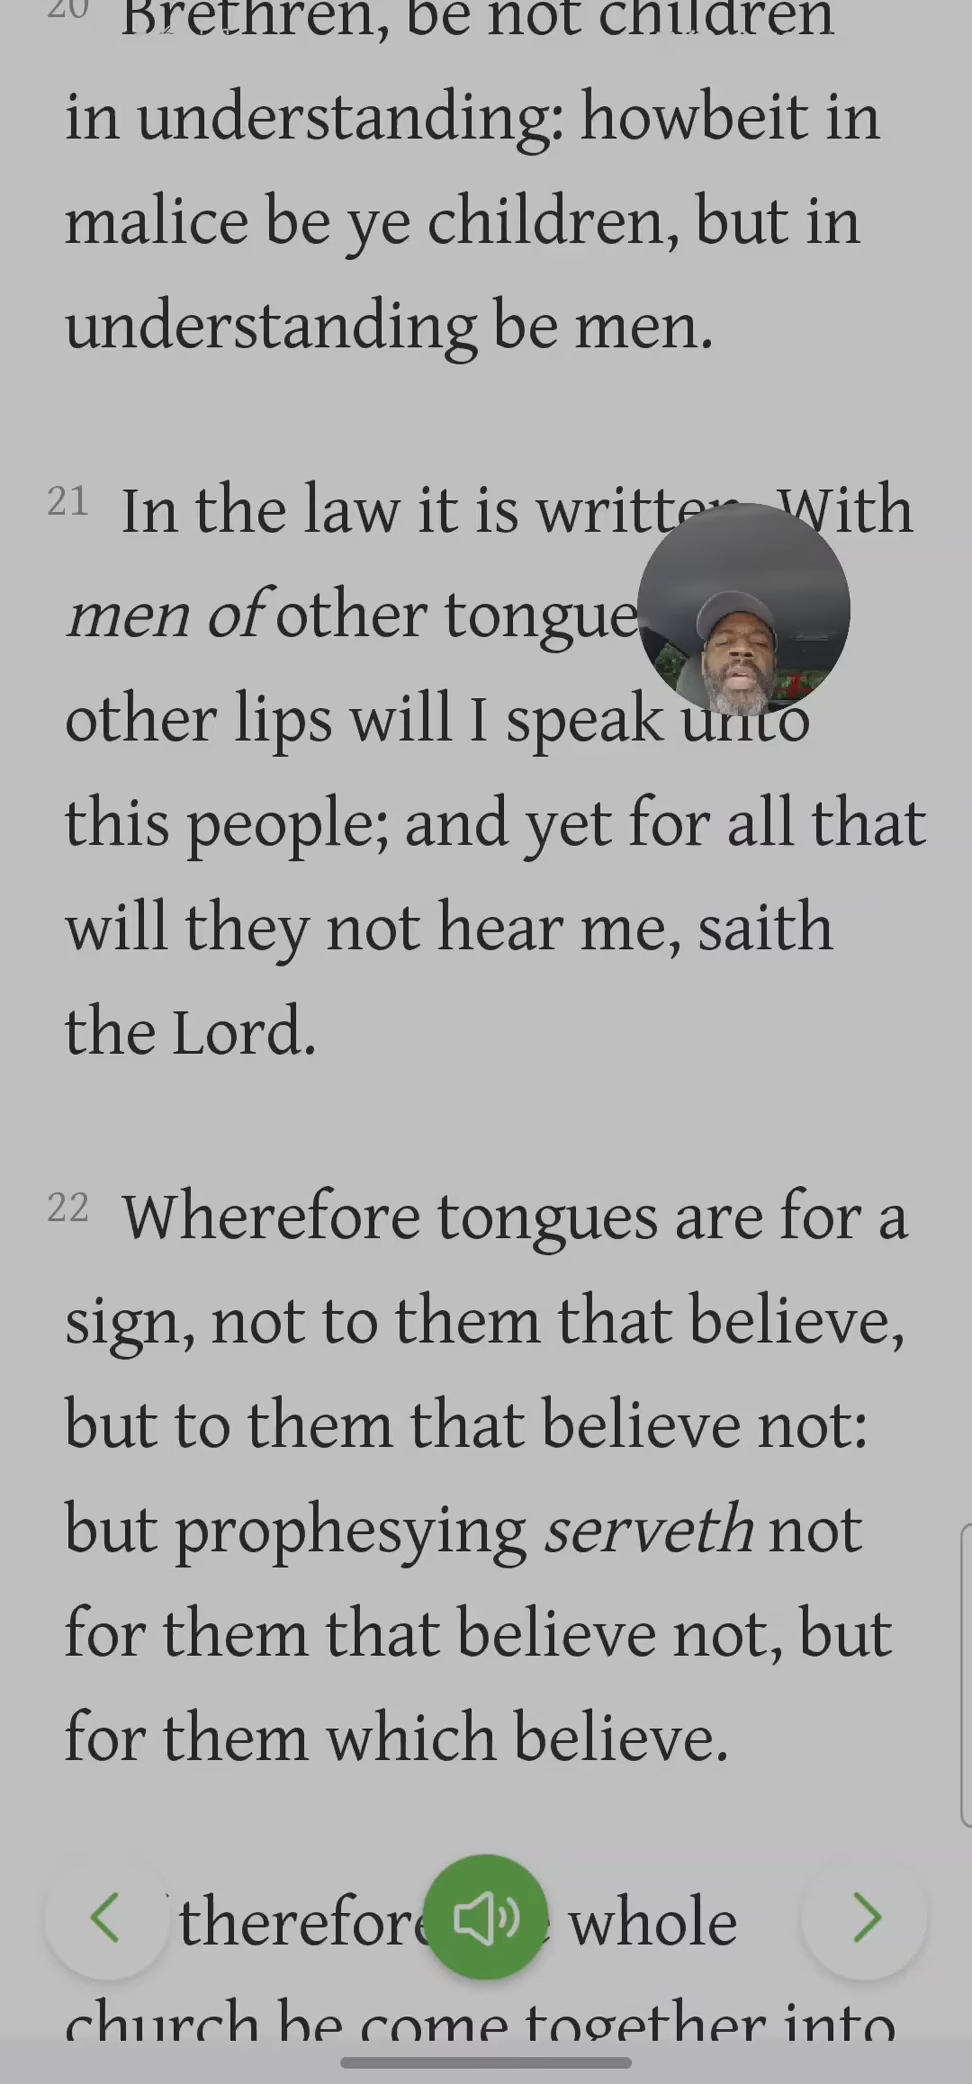 20 Brethren, be not children
in understanding: howbeit in
malice be ye children, but in
understanding be men.
21 In the law it is written, With
men of other tongue
other lips will I speak unto
this people; and yet for all that
will they not hear me, saith
the Lord.
22 Wherefore tongues are for a
sign, not to them that believe,
but to them that believe not:
but prophesying serveth not
for them that believe not, but
for them which believe.
therefore whole
church be come together into